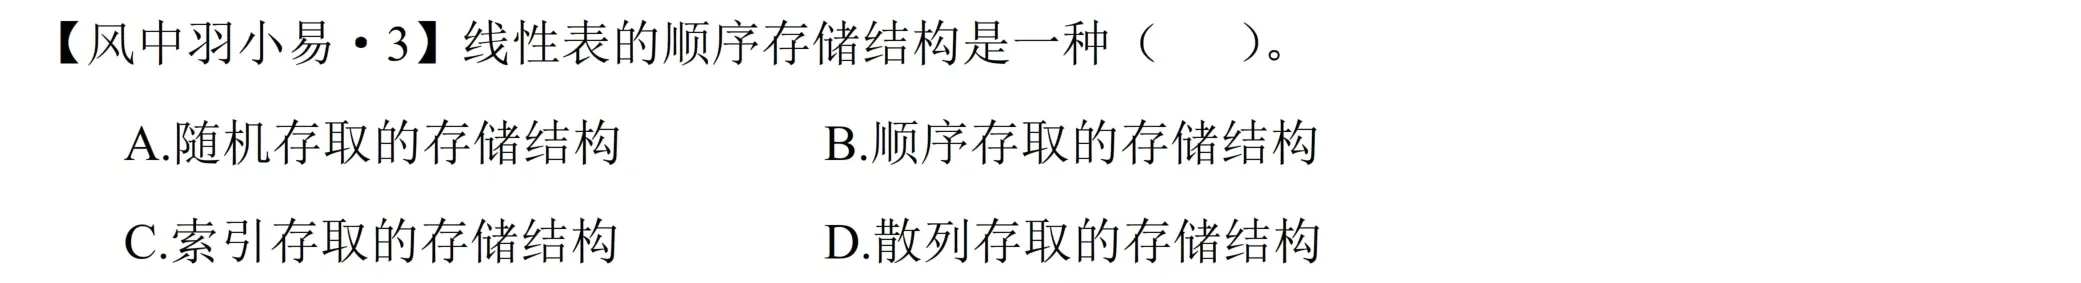 【风中羽小易·3】线性表的顺序存储结构是一种（  ）。
A.随机存取的存储结构 B.顺序存取的存储结构
C.索引存取的存储结构 D.散列存取的存储结构